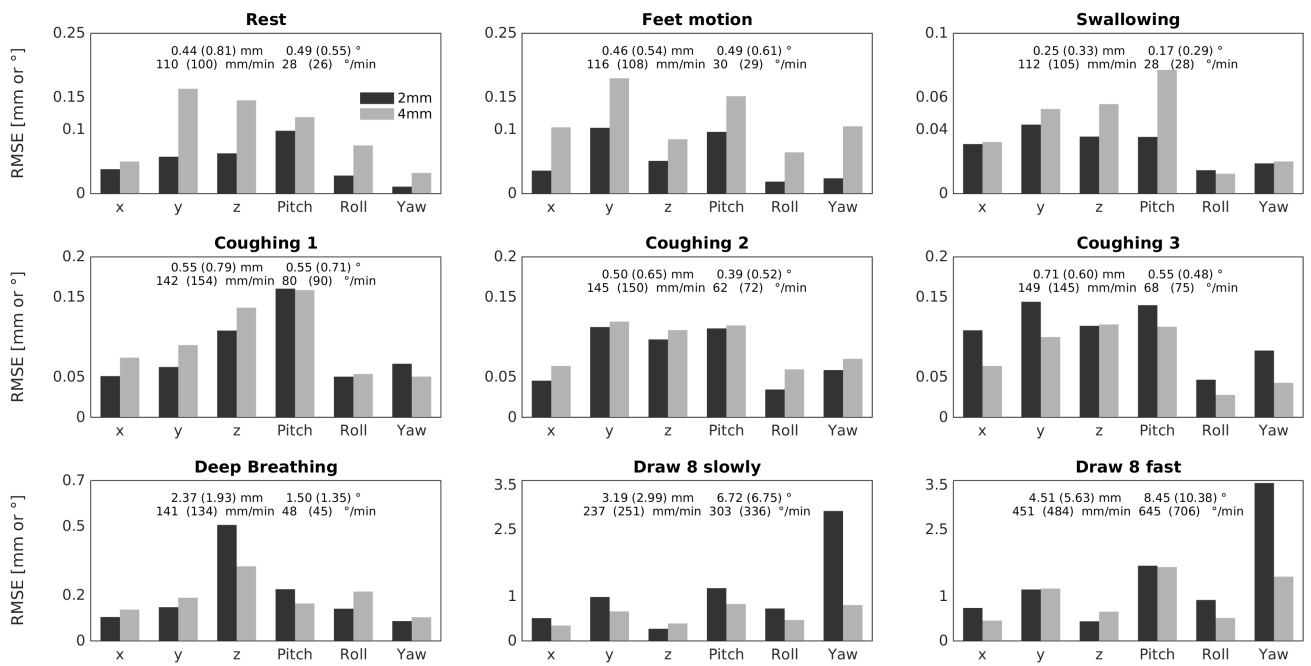 Rest
RMSE [mm or °]
0.25
0.15
0.1
0
0.44 (0.81) mm 0.49 (0.55) °
110 (100) mm/min 28 (26) °/min
2mm
4mm
x y z Pitch Roll Yaw
Feet motion
0.25
0.15
0.1
0
0.46 (0.54) mm 0.49 (0.61) °
116 (108) mm/min 30 (29) °/min
x y z Pitch Roll Yaw
Swallowing
0.1
0.06
0.04
0
0.25 (0.33) mm 0.17 (0.29) °
112 (105) mm/min 28 (28) °/min
x y z Pitch Roll Yaw
Coughing 1
RMSE [mm or °]
0.2
0.15
0.05
0
0.55 (0.79) mm 0.55 (0.71) °
142 (154) mm/min 80 (90) °/min
x y z Pitch Roll Yaw
Coughing 2
0.2
0.15
0.05
0
0.50 (0.65) mm 0.39 (0.52) °
145 (150) mm/min 62 (72) °/min
x y z Pitch Roll Yaw
Coughing 3
0.2
0.15
0.05
0
0.71 (0.60) mm 0.55 (0.48) °
149 (145) mm/min 68 (75) °/min
x y z Pitch Roll Yaw
Deep Breathing
RMSE [mm or °]
0.7
0.5
0.2
0
2.37 (1.93) mm 1.50 (1.35) °
141 (134) mm/min 48 (45) °/min
x y z Pitch Roll Yaw
Draw 8 slowly
3.5
2.5
1
0
3.19 (2.99) mm 6.72 (6.75) °
237 (251) mm/min 303 (336) °/min
x y z Pitch Roll Yaw
Draw 8 fast
3.5
2.5
1
0
4.51 (5.63) mm 8.45 (10.38) °
451 (484) mm/min 645 (706) °/min
x y z Pitch Roll Yaw